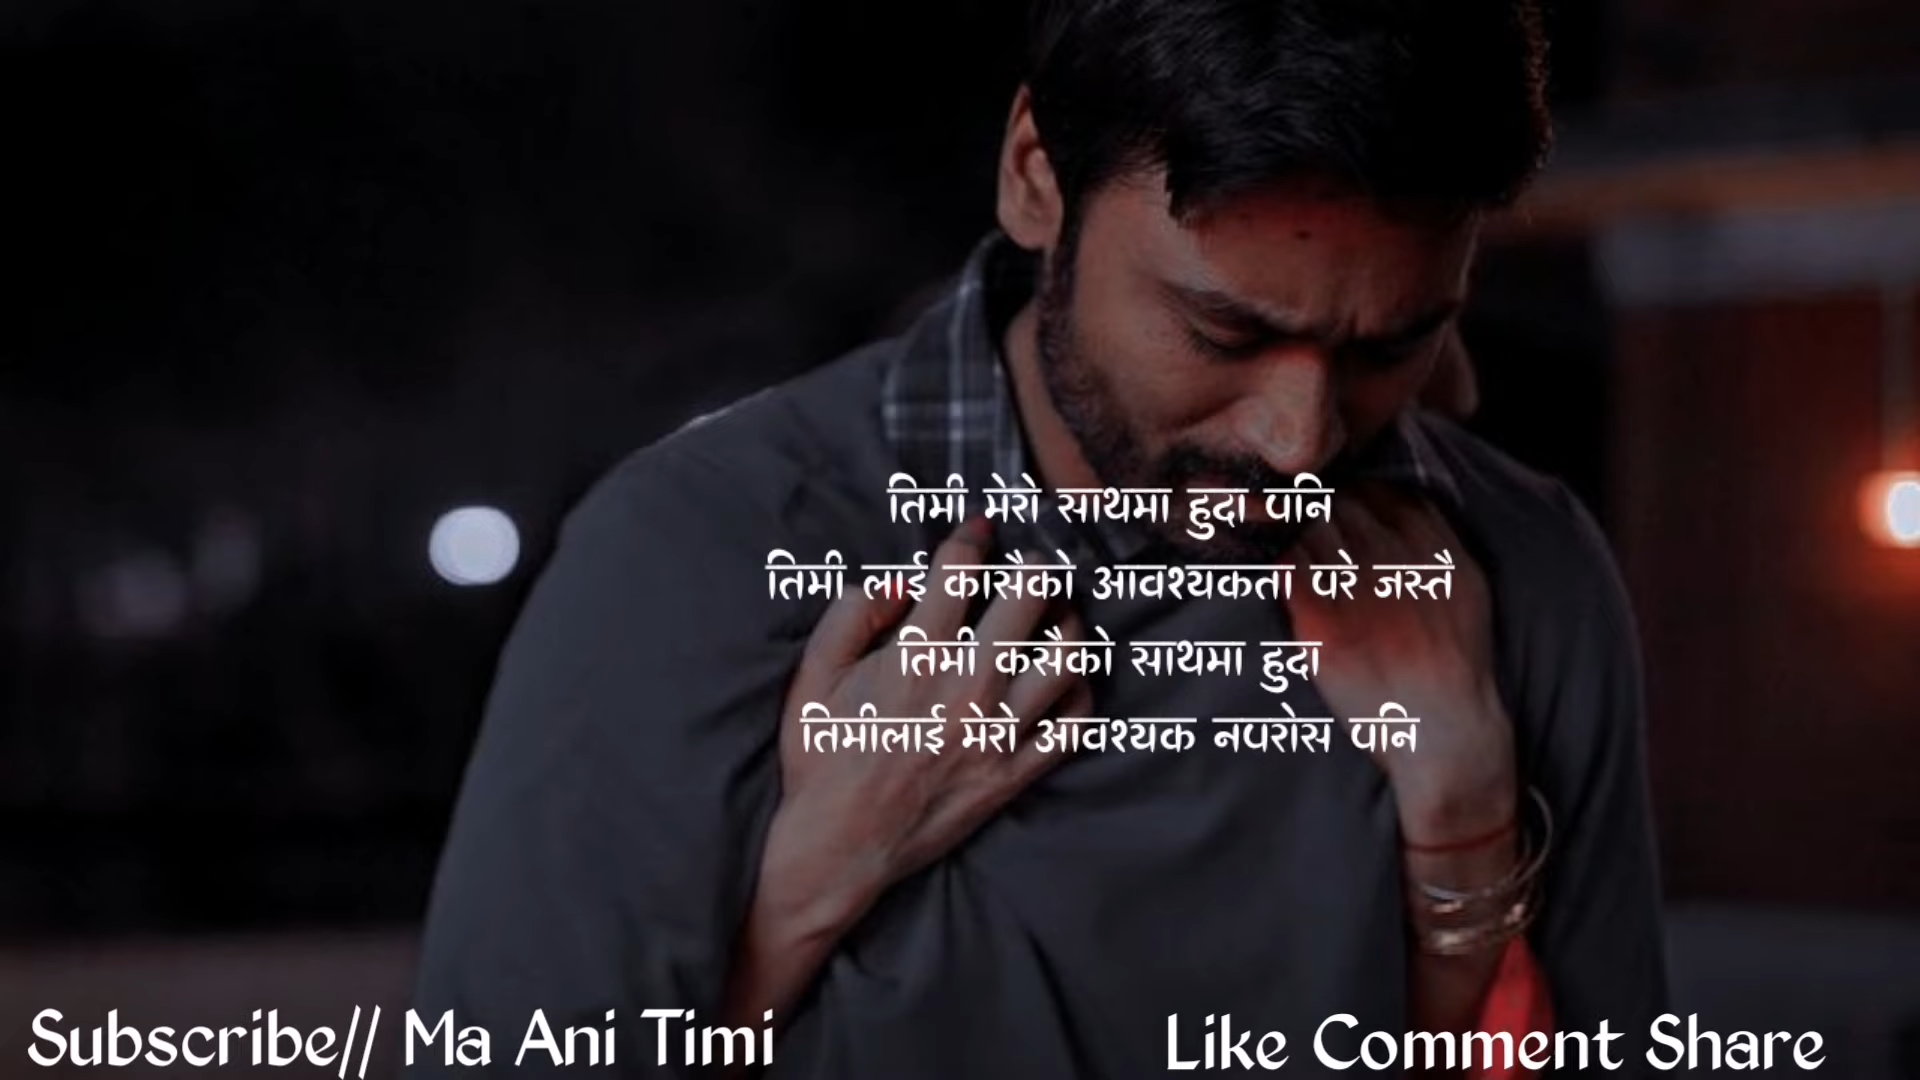 तिमी मेरो साथमा हुदा पनि
तिमी लाई कासैको आवश्यकता परे जस्तै
तिमी कसैको साथमा हुदा
तिमीलाई मेरो आवश्यक नपरोस पनि
Subscribe// Ma Ani Timi
Like Comment Share